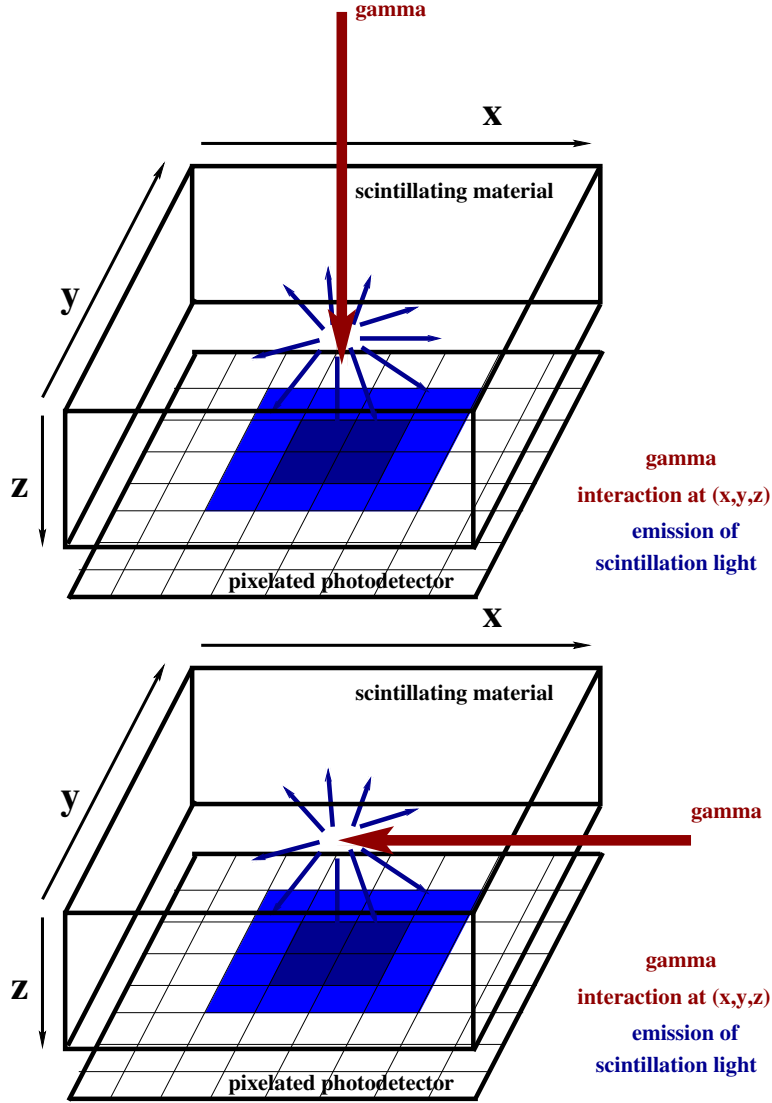 gamma
x
scintillating material
y
z
gamma
interaction at (x,y,z)
emission of
scintillation light
pixelated photodetector
x
scintillating material
y
gamma
z
gamma
interaction at (x,y,z)
emission of
scintillation light
pixelated photodetector